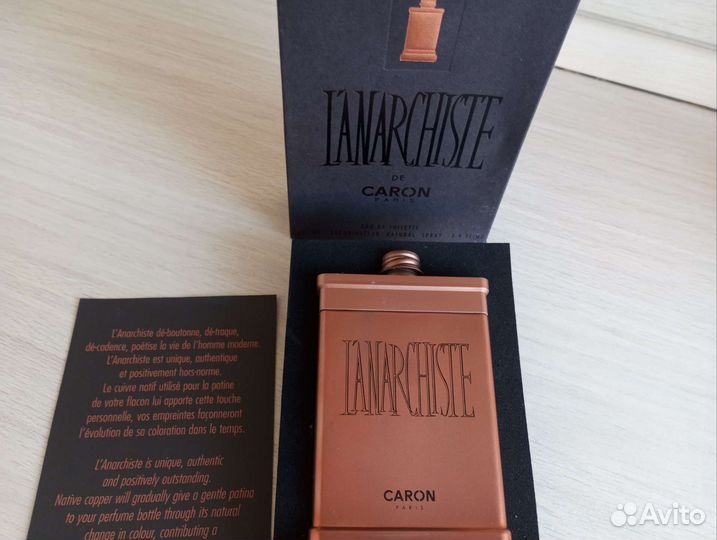 L'ANARCHISTE
DE
CARON
PARIS
EAU DE TOILETTE
NATURAL SPRAY
L'ANARCHISTE
CARON
PARIS
L'Anarchiste dé-boutonne, dé-traque,
dé-cadence, poétise la vie de l'homme moderne.
L'Anarchiste est unique, authentique
et positivement hors-norme.
Le cuivre natif utilisé pour la patine
de votre flacon lui apporte cette touche
personnelle, vos empreintes façonneront
l'évolution de sa coloration dans le temps.
L'Anarchiste is unique, authentic
and positively outstanding.
Native copper will gradually give a gentle patina
to your perfume bottle through its natural
change in colour, contributing a
Avito